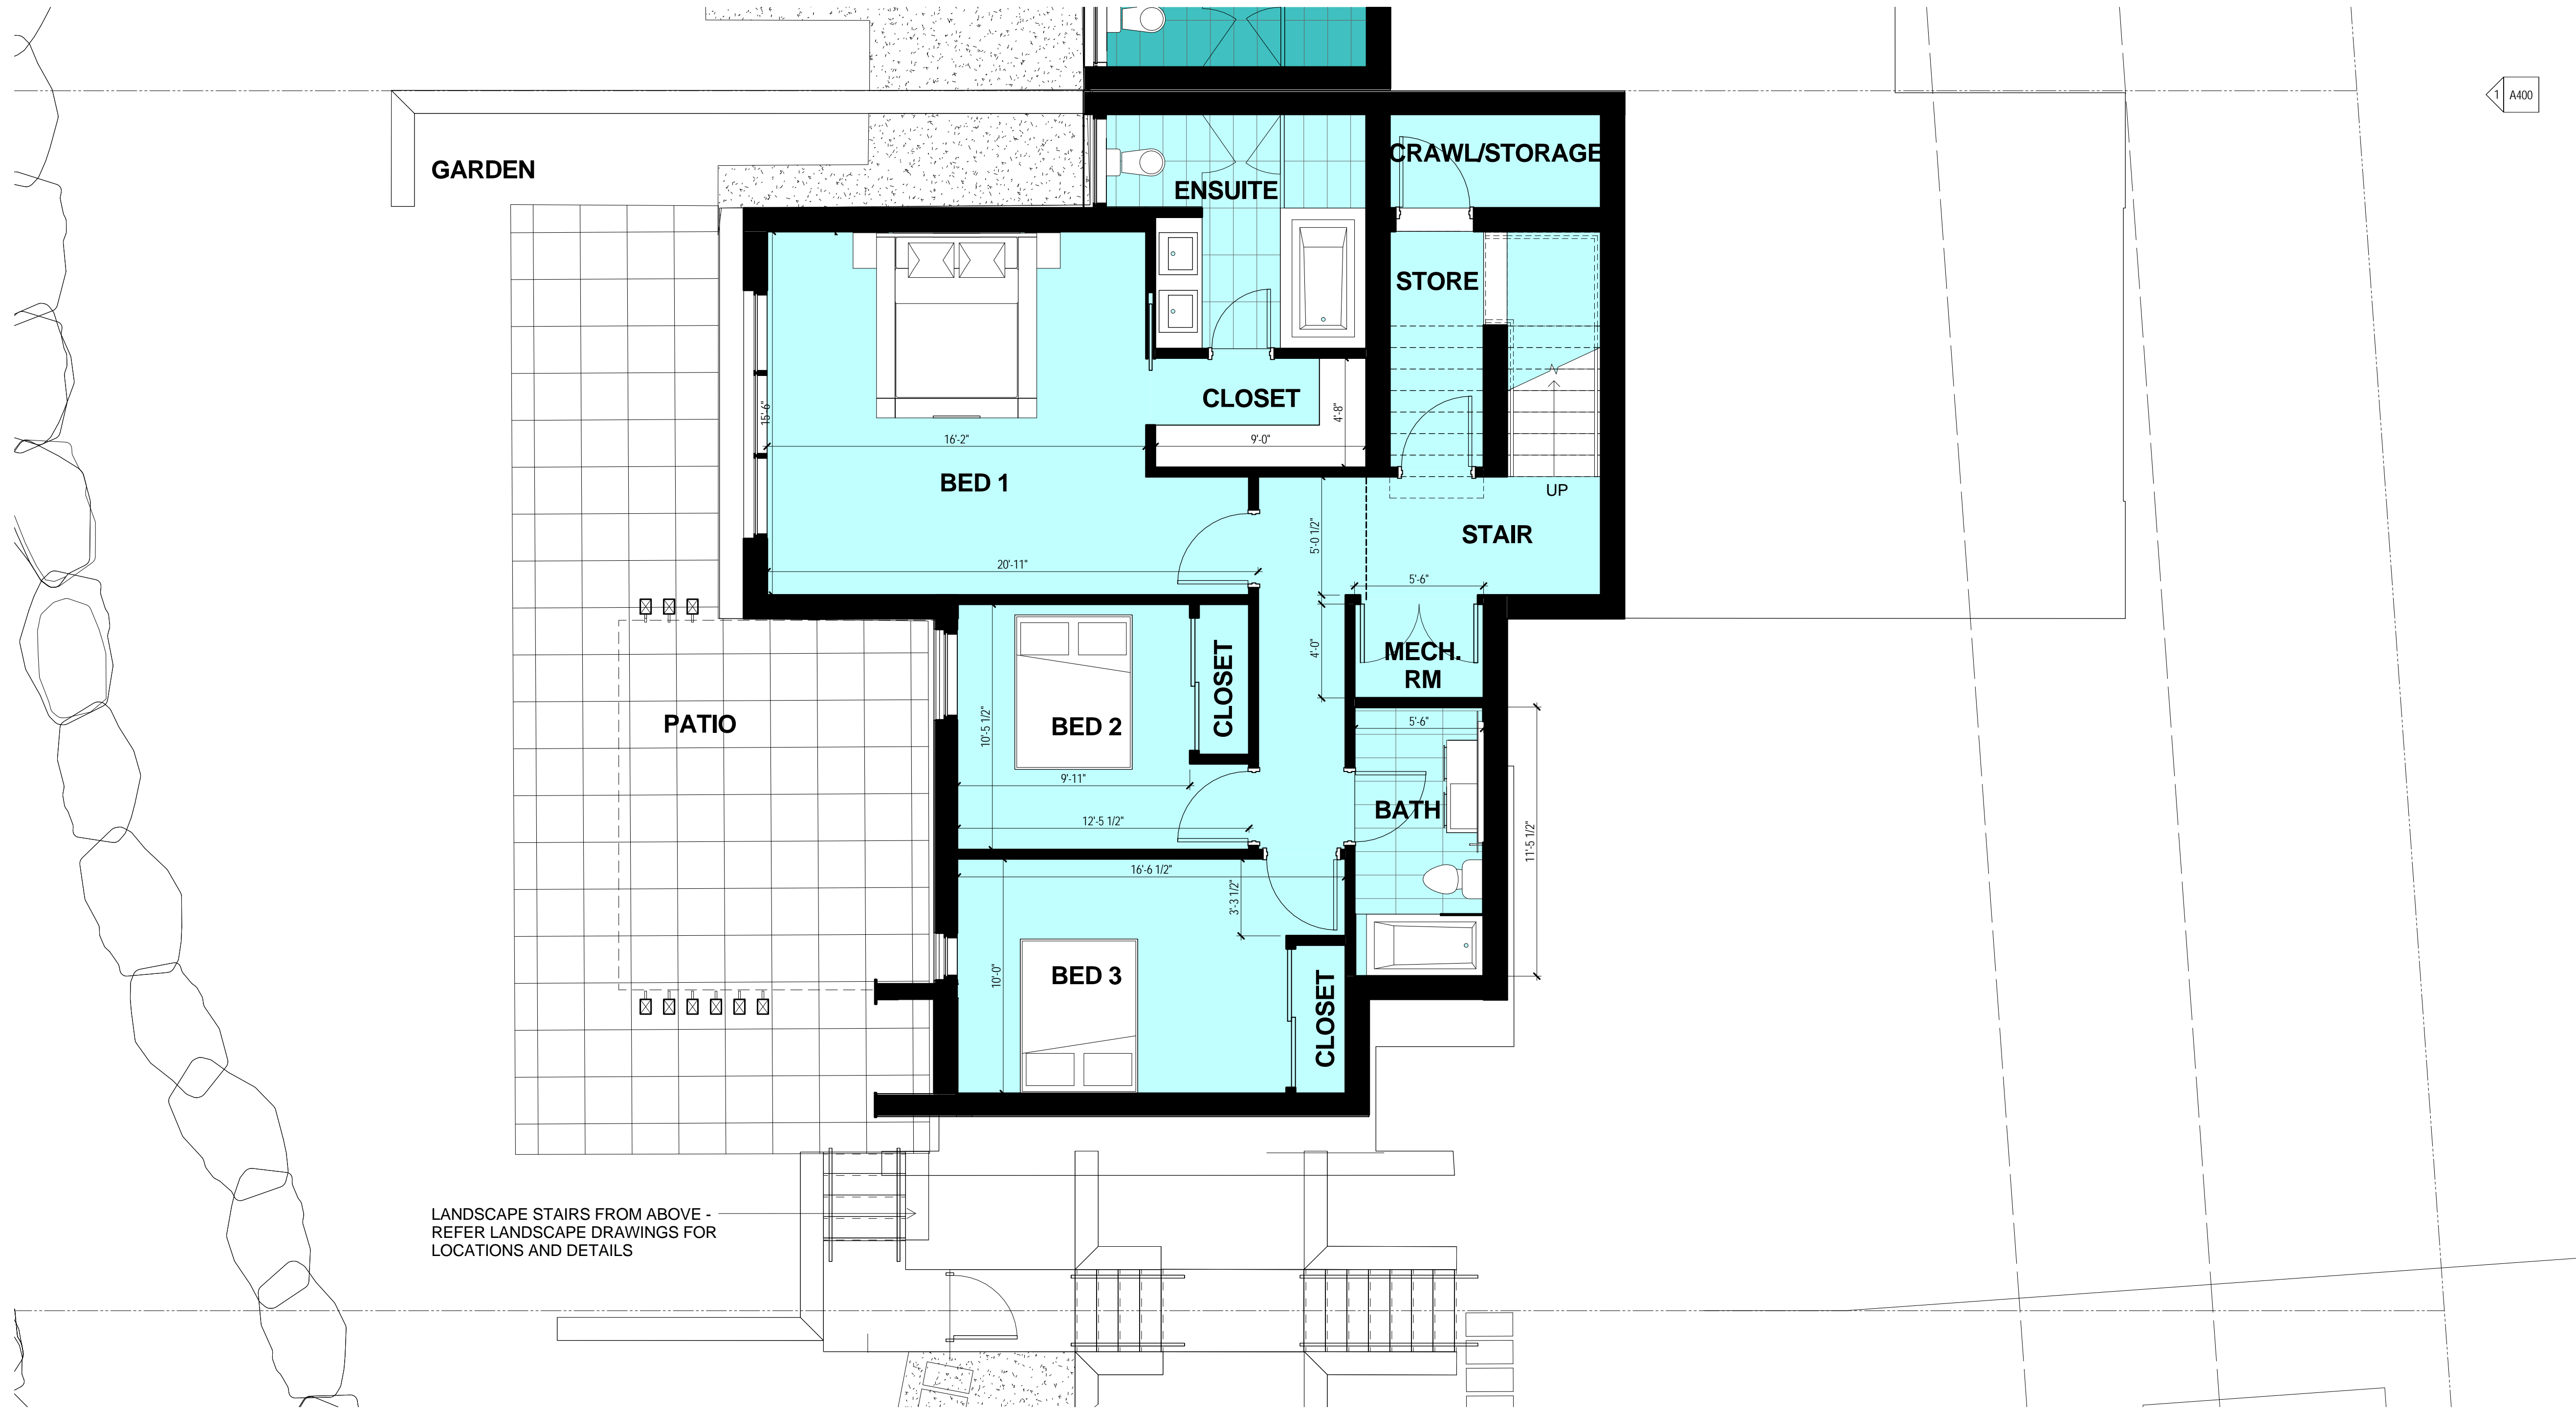 1 A400
GARDEN
CRAWL/STORAGE
ENSUITE
STORE
CLOSET
15'-6"
4'-8"
16'-2"
9'-0"
BED 1
UP
STAIR
5'-0 1/2"
20'-11"
5'-6"
CLOSET
4'-0"
MECH.
RM
PATIO
BED 2
10'-5 1/2"
5'-6"
9'-11"
BATH
12'-5 1/2"
11'-5 1/2"
16'-6 1/2"
3'-3 1/2"
BED 3
10'-0"
CLOSET
LANDSCAPE STAIRS FROM ABOVE -
REFER LANDSCAPE DRAWINGS FOR
LOCATIONS AND DETAILS